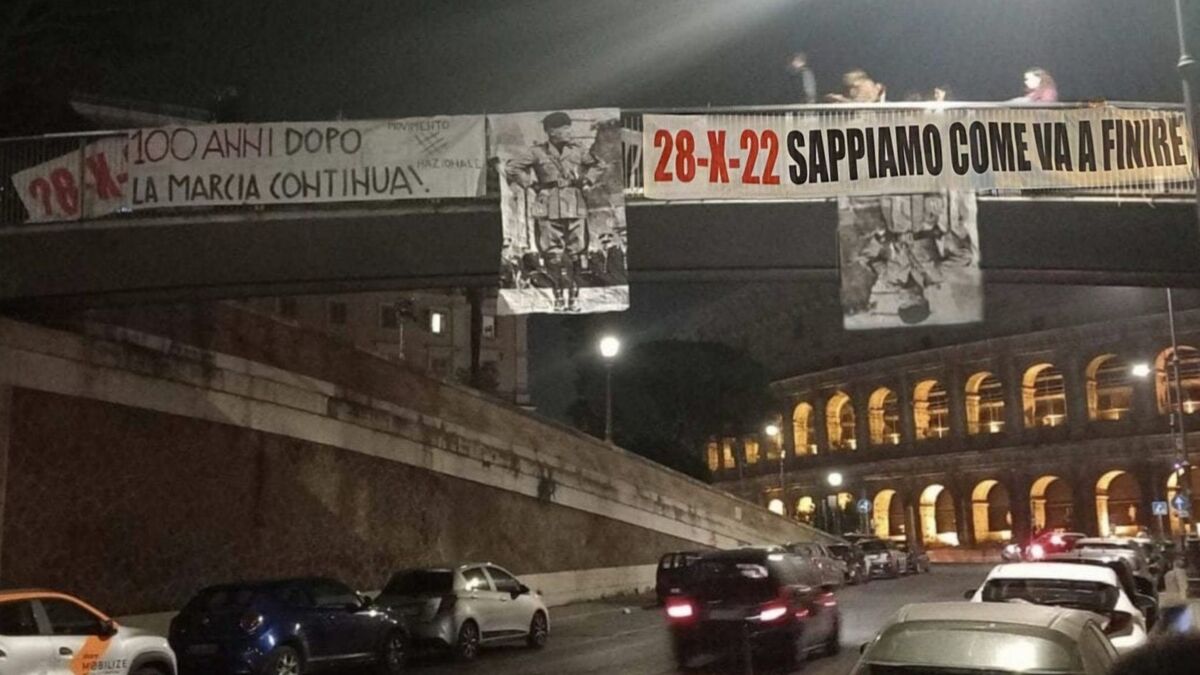 28-X-
100 ANNI DOPO
LA MARCIA CONTINUA!
MOVIMENTO
NAZIONALE
28-X-22 SAPPIAMO COME VA A FINIRE
MOBILIZE